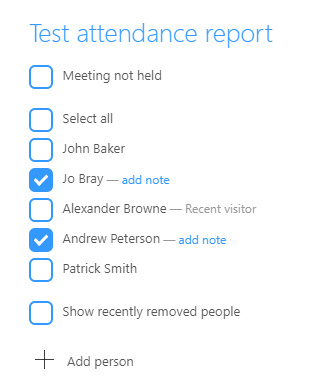 Test attendance report
Meeting not held
Select all
John Baker
Jo Bray — add note
Alexander Browne — Recent visitor
Andrew Peterson — add note
Patrick Smith
Show recently removed people
Add person